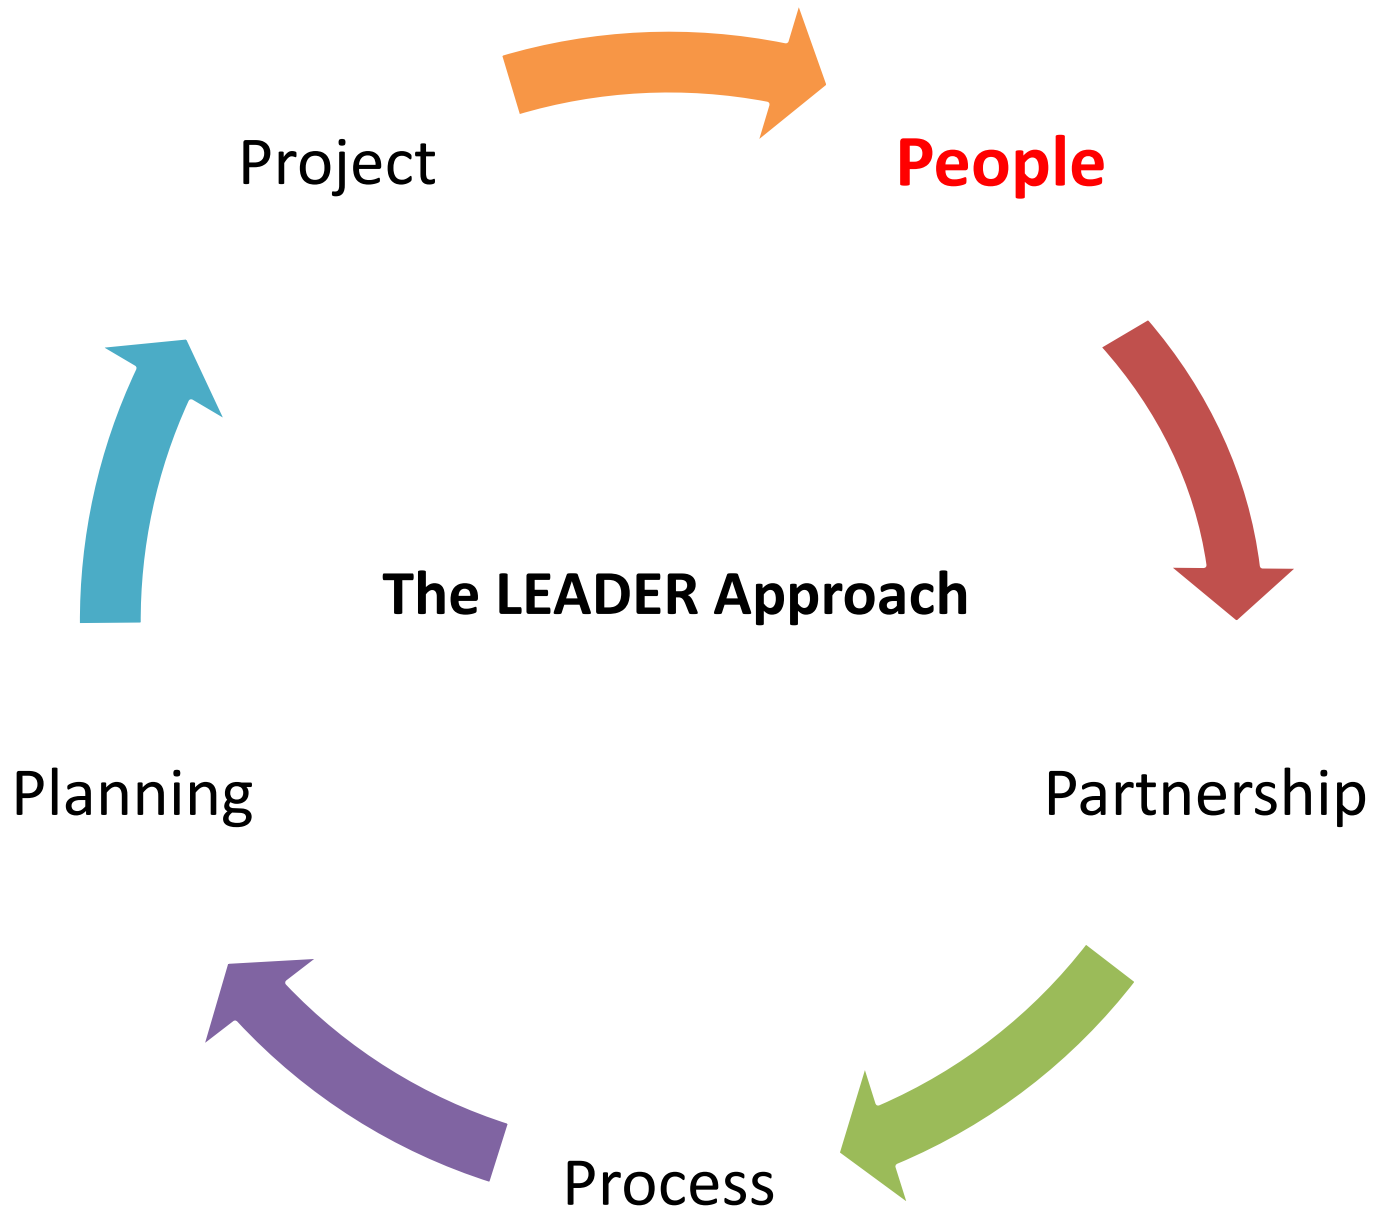 Project
People
The LEADER Approach
Planning
Partnership
Process